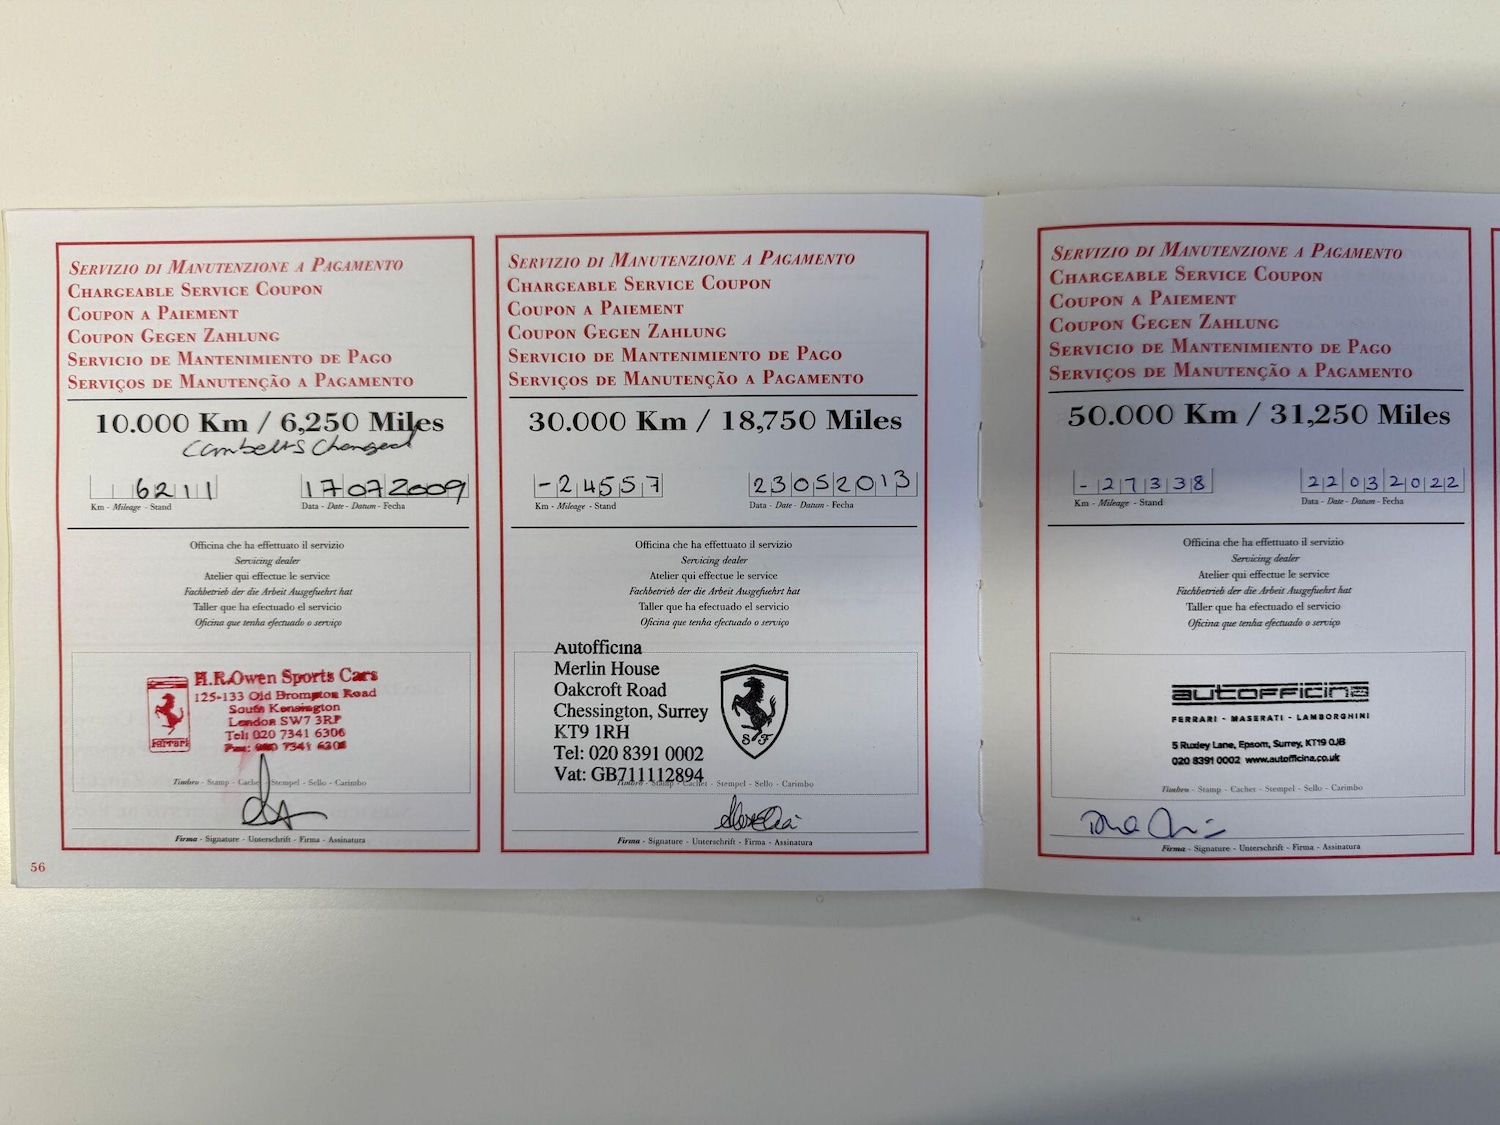 SERVIZIO DI MANUTENZIONE A PAGAMENTO
CHARGEABLE SERVICE COUPON
COUPON A PAIEMENT
COUPON GEGEN ZAHLUNG
SERVICIO DE MANTENIMIENTO DE PAGO
SERVIÇOS DE MANUTENÇÃO A PAGAMENTO
10.000 Km / 6,250 Miles
Cambelts Changed
6211 17072009
Km - Mileage - Stand Data - Date - Datum - Fecha
Officina che ha effettuato il servizio
Servicing dealer
Atelier qui effectue le service
Fachbetrieb der die Arbeit Ausgefuehrt hat
Taller que ha efectuado el servicio
Oficina que tenha efectuado o serviço
H.R.Owen Sports Cars
125-133 Old Brompton Road
South Kensington
London SW7 3RP
Tel: 020 7341 6306
Fax: 020 7341 6308
Ferrari
Timbro - Stamp - Cachet - Stempel - Sello - Carimbo
Firma - Signature - Unterschrift - Firma - Assinatura
56
SERVIZIO DI MANUTENZIONE A PAGAMENTO
CHARGEABLE SERVICE COUPON
COUPON A PAIEMENT
COUPON GEGEN ZAHLUNG
SERVICIO DE MANTENIMIENTO DE PAGO
SERVIÇOS DE MANUTENÇÃO A PAGAMENTO
30.000 Km / 18,750 Miles
-24557 23052013
Km - Mileage - Stand Data - Date - Datum - Fecha
Officina che ha effettuato il servizio
Servicing dealer
Atelier qui effectue le service
Fachbetrieb der die Arbeit Ausgefuehrt hat
Taller que ha efectuado el servicio
Oficina que tenha efectuado o serviço
Autofficina
Merlin House
Oakcroft Road
Chessington, Surrey
KT9 1RH
Tel: 020 8391 0002
Vat: GB711112894
S F
Timbro - Stamp - Cachet - Stempel - Sello - Carimbo
Firma - Signature - Unterschrift - Firma - Assinatura
SERVIZIO DI MANUTENZIONE A PAGAMENTO
CHARGEABLE SERVICE COUPON
COUPON A PAIEMENT
COUPON GEGEN ZAHLUNG
SERVICIO DE MANTENIMIENTO DE PAGO
SERVIÇOS DE MANUTENÇÃO A PAGAMENTO
50.000 Km / 31,250 Miles
-27338 22032022
Km - Mileage - Stand Data - Date - Datum - Fecha
Officina che ha effettuato il servizio
Servicing dealer
Atelier qui effectue le service
Fachbetrieb der die Arbeit Ausgefuehrt hat
Taller que ha efectuado el servicio
Oficina que tenha efectuado o serviço
autofficina
FERRARI - MASERATI - LAMBORGHINI
5 Ruxley Lane, Epsom, Surrey, KT19 0JB
020 8391 0002 www.autofficina.co.uk
Timbro - Stamp - Cachet - Stempel - Sello - Carimbo
Firma - Signature - Unterschrift - Firma - Assinatura